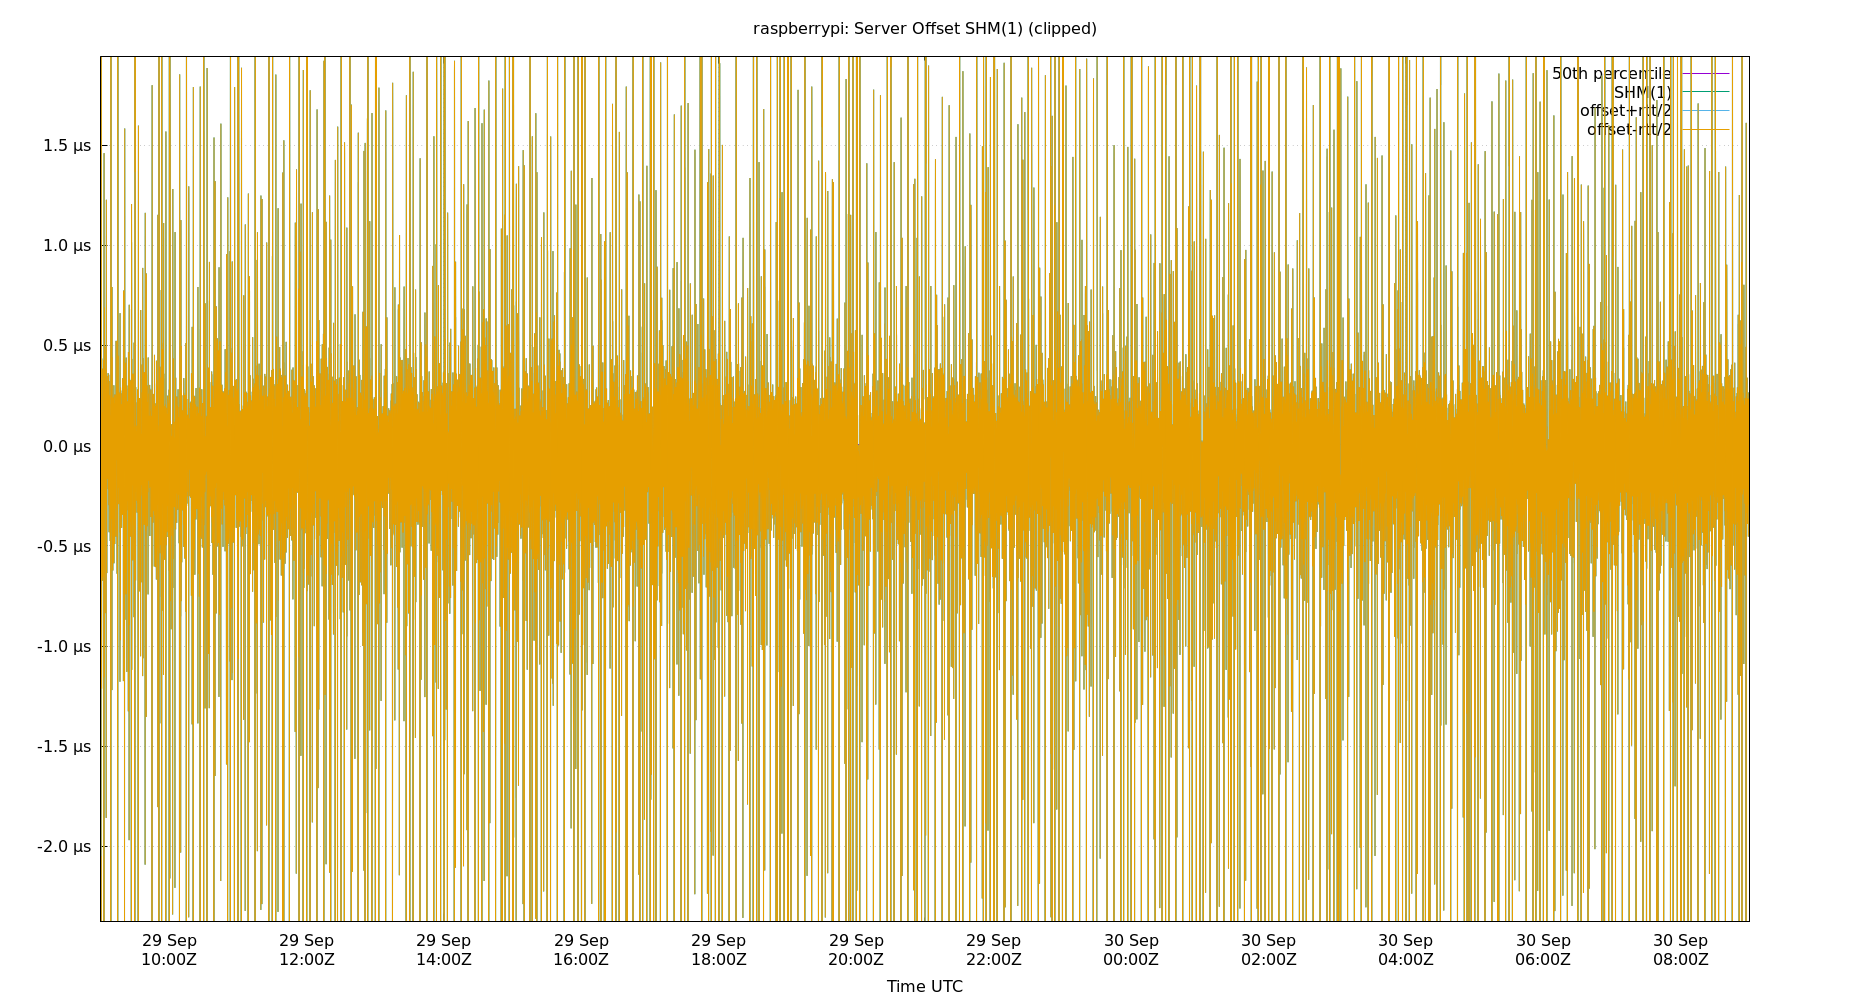 raspberrypi: Server Offset SHM(1) (clipped)
50th percentile
SHM(1)
offset+rtt/2
offset-rtt/2
1.5 µs
1.0 µs
0.5 µs
0.0 µs
-0.5 µs
-1.0 µs
-1.5 µs
-2.0 µs
29 Sep 29 Sep 29 Sep 29 Sep 29 Sep 29 Sep 29 Sep 30 Sep 30 Sep 30 Sep 30 Sep 30 Sep
10:00Z 12:00Z 14:00Z 16:00Z 18:00Z 20:00Z 22:00Z 00:00Z 02:00Z 04:00Z 06:00Z 08:00Z
Time UTC